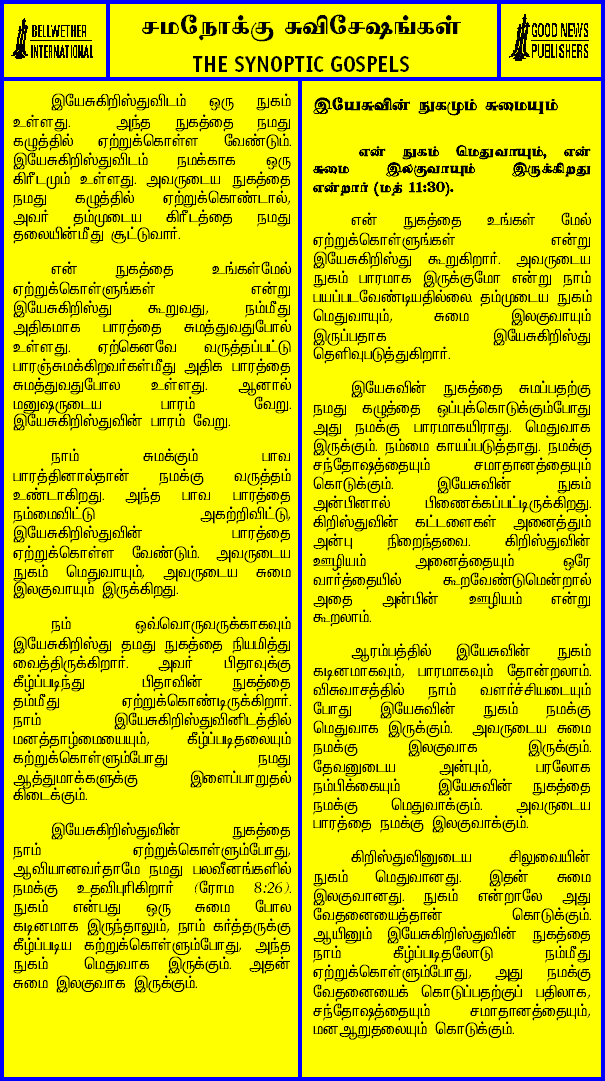 BELLWETHER
INTERNATIONAL
சமநோக்கு சுவிசேஷங்கள்
THE SYNOPTIC GOSPELS
GOOD NEWS
PUBLISHERS
இயேசுகிறிஸ்துவிடம் ஒரு நுகம்
உள்ளது. அந்த நுகத்தை நமது
கழுத்தில் ஏற்றுக்கொள்ள வேண்டும்.
இயேசுகிறிஸ்துவிடம் நமக்காக ஒரு
கிரீடமும் உள்ளது. அவருடைய நுகத்தை
நமது கழுத்தில் ஏற்றுக்கொண்டால்,
அவர் தம்முடைய கிரீடத்தை நமது
தலையின்மீது சூட்டுவார்.
என் நுகத்தை உங்கள்மேல்
ஏற்றுக்கொள்ளுங்கள் என்று
இயேசுகிறிஸ்து கூறுவது, நம்மீது
அதிகமாக பாரத்தை சுமத்துவதுபோல்
உள்ளது. ஏற்கெனவே வருத்தப்பட்டு
பாரஞ்சுமக்கிறவர்கள்மீது அதிக பாரத்தை
சுமத்துவதுபோல உள்ளது. ஆனால்
மனுஷருடைய பாரம் வேறு.
இயேசுகிறிஸ்துவின் பாரம் வேறு.
நாம் சுமக்கும் பாவ
பாரத்தினால்தான் நமக்கு வருத்தம்
உண்டாகிறது. அந்த பாவ பாரத்தை
நம்மைவிட்டு அகற்றிவிட்டு,
இயேசுகிறிஸ்துவின் பாரத்தை
ஏற்றுக்கொள்ள வேண்டும். அவருடைய
நுகம் மெதுவாயும், அவருடைய சுமை
இலகுவாயும் இருக்கிறது.
நம் ஒவ்வொருவருக்காகவும்
இயேசுகிறிஸ்து தமது நுகத்தை நியமித்து
வைத்திருக்கிறார். அவர் பிதாவுக்கு
கீழ்ப்படிந்து பிதாவின் நுகத்தை
தம்மீது ஏற்றுக்கொண்டிருக்கிறார்.
நாம் இயேசுகிறிஸ்துவினிடத்தில்
மனத்தாழ்மையையும், கீழ்ப்படிதலையும்
கற்றுக்கொள்ளும்போது நமது
ஆத்துமாக்களுக்கு இளைப்பாறுதல்
கிடைக்கும்.
இயேசுகிறிஸ்துவின் நுகத்தை
நாம் ஏற்றுக்கொள்ளும்போது,
ஆவியானவர்தாமே நமது பலவீனங்களில்
நமக்கு உதவிபுரிகிறார் (ரோம 8:26).
நுகம் என்பது ஒரு சுமை போல
கடினமாக இருந்தாலும், நாம் கர்த்தருக்கு
கீழ்ப்படிய கற்றுக்கொள்ளும்போது, அந்த
நுகம் மெதுவாக இருக்கும். அதன்
சுமை இலகுவாக இருக்கும்.
இயேசுவின் நுகமும் சுமையும்
என் நுகம் மெதுவாயும், என்
சுமை இலகுவாயும் இருக்கிறது
என்றார் (மத் 11:30).
என் நுகத்தை உங்கள் மேல்
ஏற்றுக்கொள்ளுங்கள் என்று
இயேசுகிறிஸ்து கூறுகிறார். அவருடைய
நுகம் பாரமாக இருக்குமோ என்று நாம்
பயப்படவேண்டியதில்லை. தம்முடைய நுகம்
மெதுவாயும், சுமை இலகுவாயும்
இருப்பதாக இயேசுகிறிஸ்து
தெளிவுபடுத்துகிறார்.
இயேசுவின் நுகத்தை சுமப்பதற்கு
நமது கழுத்தை ஒப்புக்கொடுக்கும்போது
அது நமக்கு பாரமாகயிராது. மெதுவாக
இருக்கும். நம்மை காயப்படுத்தாது. நமக்கு
சந்தோஷத்தையும் சமாதானத்தையும்
கொடுக்கும். இயேசுவின் நுகம்
அன்பினால் பிணைக்கப்பட்டிருக்கிறது.
கிறிஸ்துவின் கட்டளைகள் அனைத்தும்
அன்பு நிறைந்தவை. கிறிஸ்துவின்
ஊழியம் அனைத்தையும் ஒரே
வார்த்தையில் கூறவேண்டுமென்றால்
அதை அன்பின் ஊழியம் என்று
கூறலாம்.
ஆரம்பத்தில் இயேசுவின் நுகம்
கடினமாகவும், பாரமாகவும் தோன்றலாம்.
விசுவாசத்தில் நாம் வளர்ச்சியடையும்
போது இயேசுவின் நுகம் நமக்கு
மெதுவாக இருக்கும். அவருடைய சுமை
நமக்கு இலகுவாக இருக்கும்.
தேவனுடைய அன்பும், பரலோக
நம்பிக்கையும் இயேசுவின் நுகத்தை
நமக்கு மெதுவாக்கும். அவருடைய
பாரத்தை நமக்கு இலகுவாக்கும்.
கிறிஸ்துவினுடைய சிலுவையின்
நுகம் மெதுவானது. இதன் சுமை
இலகுவானது. நுகம் என்றாலே அது
வேதனையைத்தான் கொடுக்கும்.
ஆயினும் இயேசுகிறிஸ்துவின் நுகத்தை
நாம் கீழ்ப்படிதலோடு நம்மீது
ஏற்றுக்கொள்ளும்போது, அது நமக்கு
வேதனையைக் கொடுப்பதற்குப் பதிலாக,
சந்தோஷத்தையும் சமாதானத்தையும்,
மனஆறுதலையும் கொடுக்கும்.